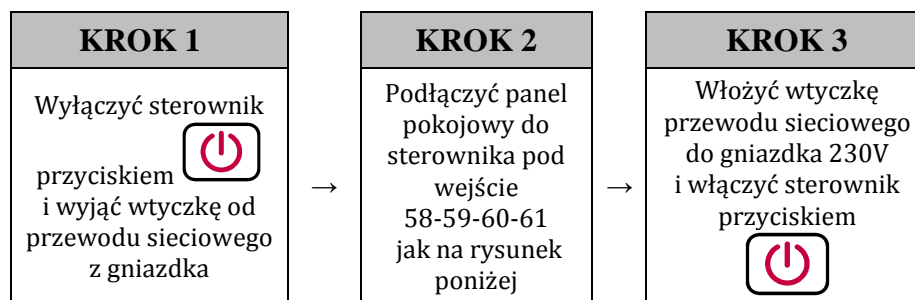 KROK 1
Wyłączyć sterownik
przyciskiem
i wyjąć wtyczkę od
przewodu sieciowego
z gniazdka
→
KROK 2
Podłączyć panel
pokojowy do
sterownika pod
wejście
58-59-60-61
jak na rysunek
poniżej
→
KROK 3
Włożyć wtyczkę
przewodu sieciowego
do gniazdka 230V
i włączyć sterownik
przyciskiem